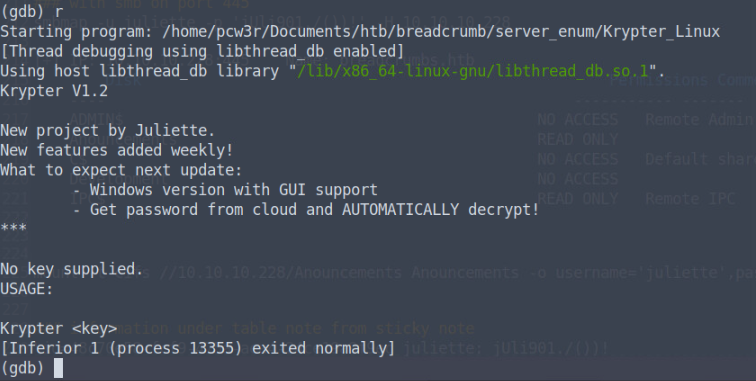 (gdb) r
Starting program: /home/pcw3r/Documents/htb/breadcrumb/server_enum/Krypter_Linux
[Thread debugging using libthread_db enabled]
Using host libthread_db library "/lib/x86_64-linux-gnu/libthread_db.so.1".
Krypter V1.2
New project by Juliette.
New features added weekly!
What to expect next update:
- Windows version with GUI support
- Get password from cloud and AUTOMATICALLY decrypt!
***
No key supplied.
USAGE:
Krypter <key>
[Inferior 1 (process 13355) exited normally]
(gdb)